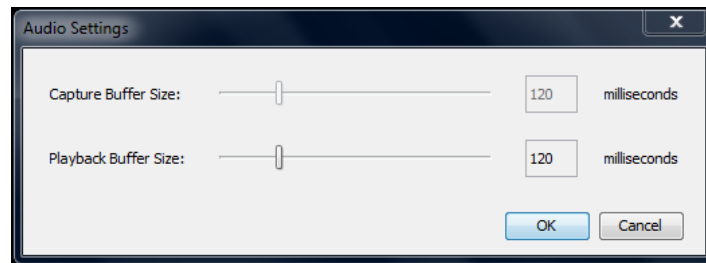 Audio Settings
Capture Buffer Size: 120 milliseconds
Playback Buffer Size: 120 milliseconds
OK Cancel